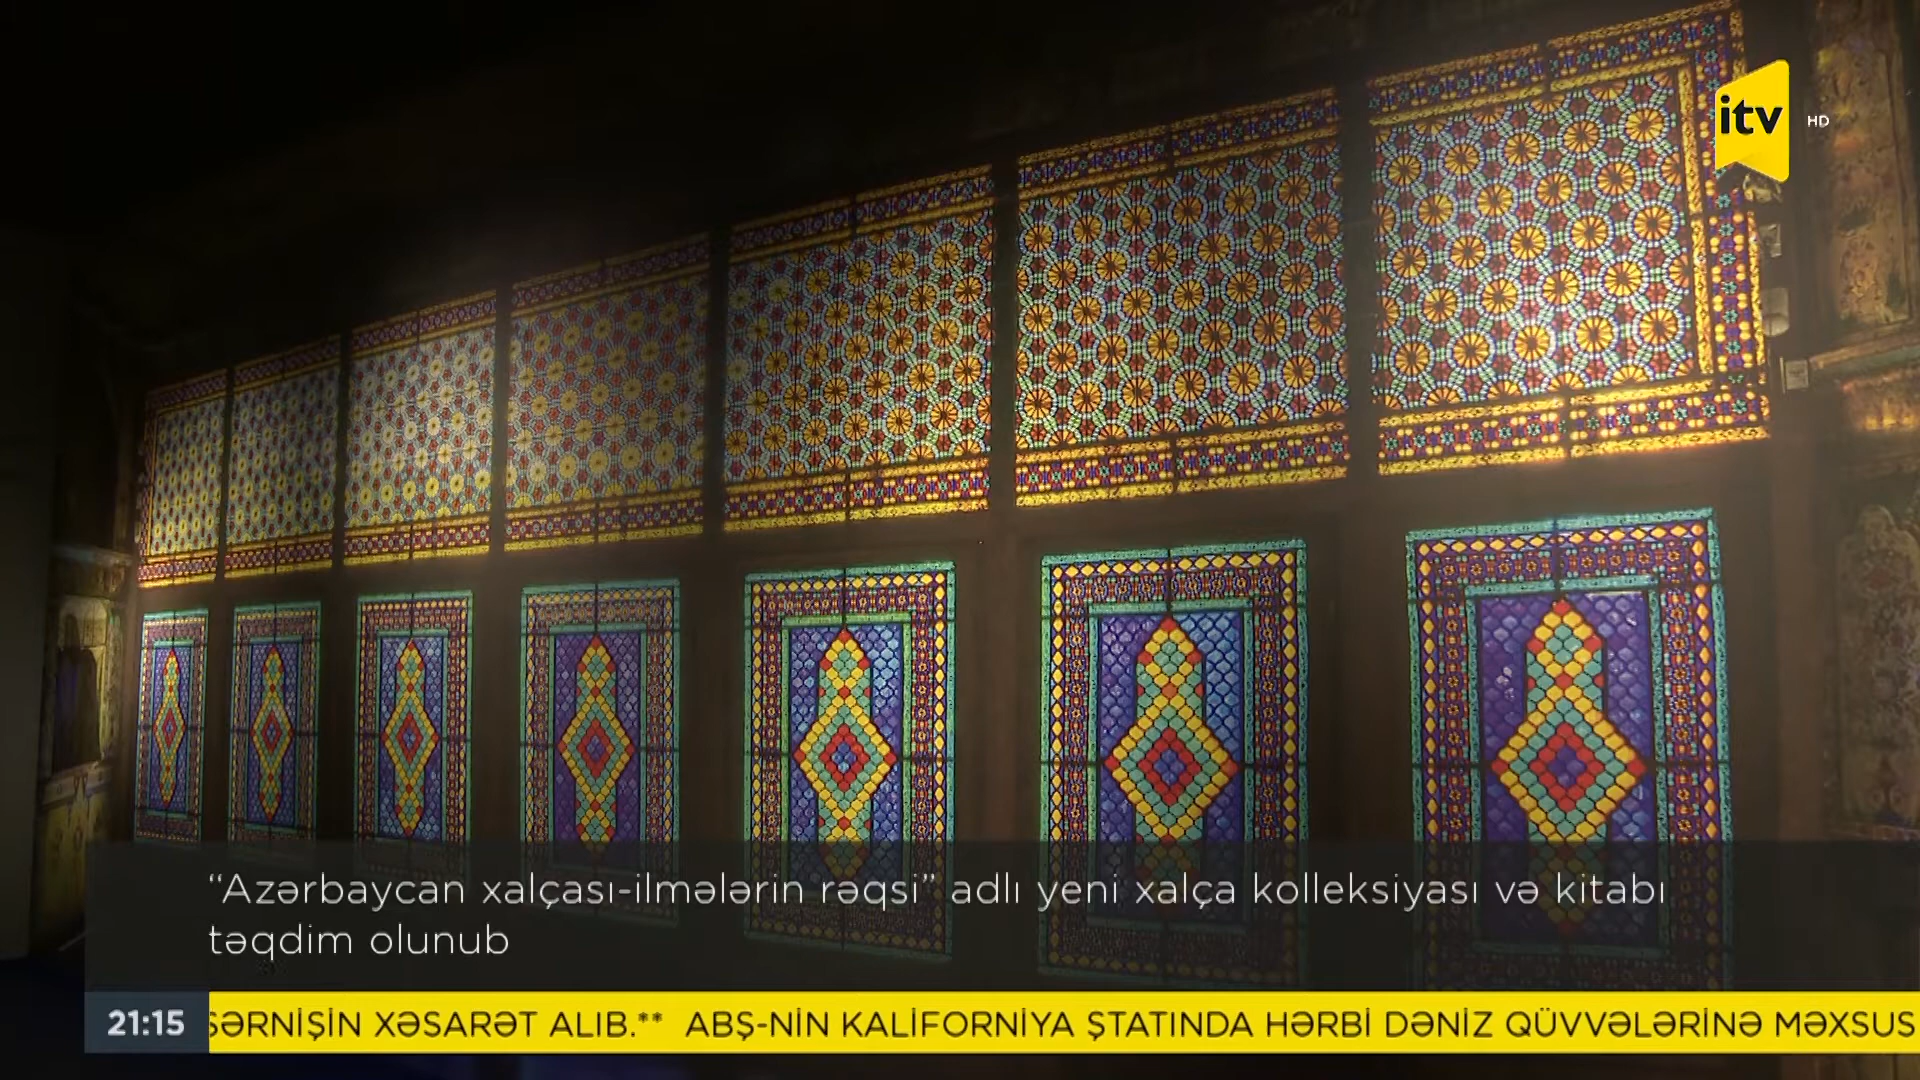 itv HD
“Azərbaycan xalçası-ilmələrin rəqsi” adlı yeni xalça kolleksiyası və kitabı
təqdim olunub
21:15 SƏRNİŞİN XƏSARƏT ALIB.** ABŞ-NİN KALİFORNİYA ŞTATINDA HƏRBİ DƏNİZ QÜVVƏLƏRİNƏ MƏXSUS